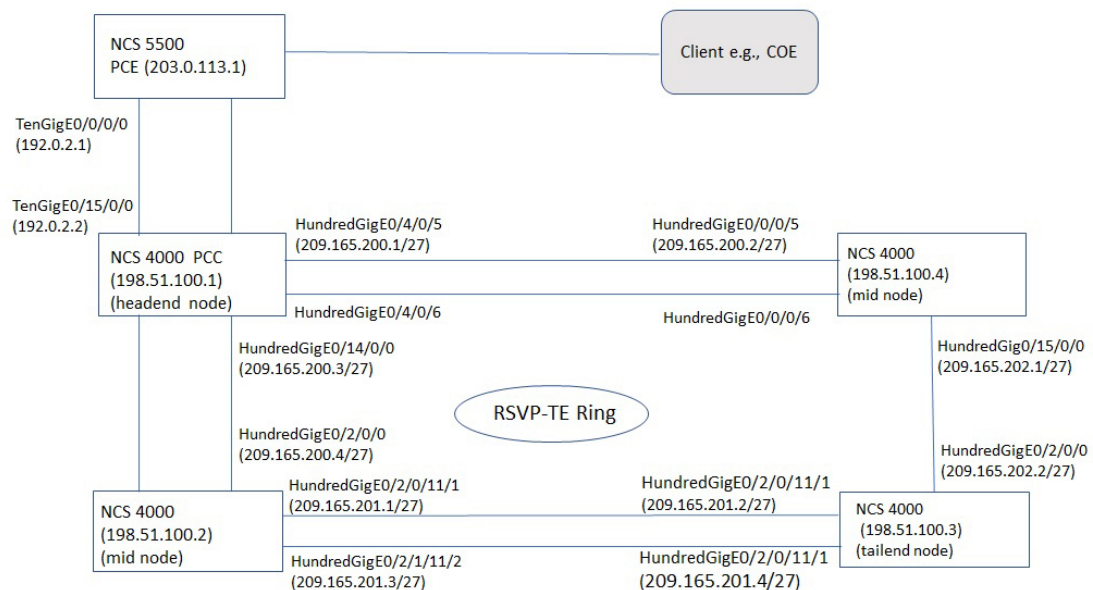 NCS 5500
PCE (203.0.113.1)
Client e.g., COE
TenGigE0/0/0/0
(192.0.2.1)
TenGigE0/15/0/0
(192.0.2.2)
HundredGigE0/4/0/5
(209.165.200.1/27)
HundredGigE0/0/0/5
(209.165.200.2/27)
NCS 4000 PCC
(198.51.100.1)
(headend node)
NCS 4000
(198.51.100.4)
(mid node)
HundredGigE0/4/0/6
HundredGigE0/0/0/6
HundredGigE0/14/0/0
(209.165.200.3/27)
HundredGig0/15/0/0
(209.165.202.1/27)
RSVP-TE Ring
HundredGigE0/2/0/0
(209.165.200.4/27)
HundredGigE0/2/0/0
(209.165.202.2/27)
HundredGigE0/2/0/11/1
(209.165.201.1/27)
HundredGigE0/2/0/11/1
(209.165.201.2/27)
NCS 4000
(198.51.100.2)
(mid node)
NCS 4000
(198.51.100.3)
(tailend node)
HundredGigE0/2/1/11/2
(209.165.201.3/27)
HundredGigE0/2/0/11/1
(209.165.201.4/27)